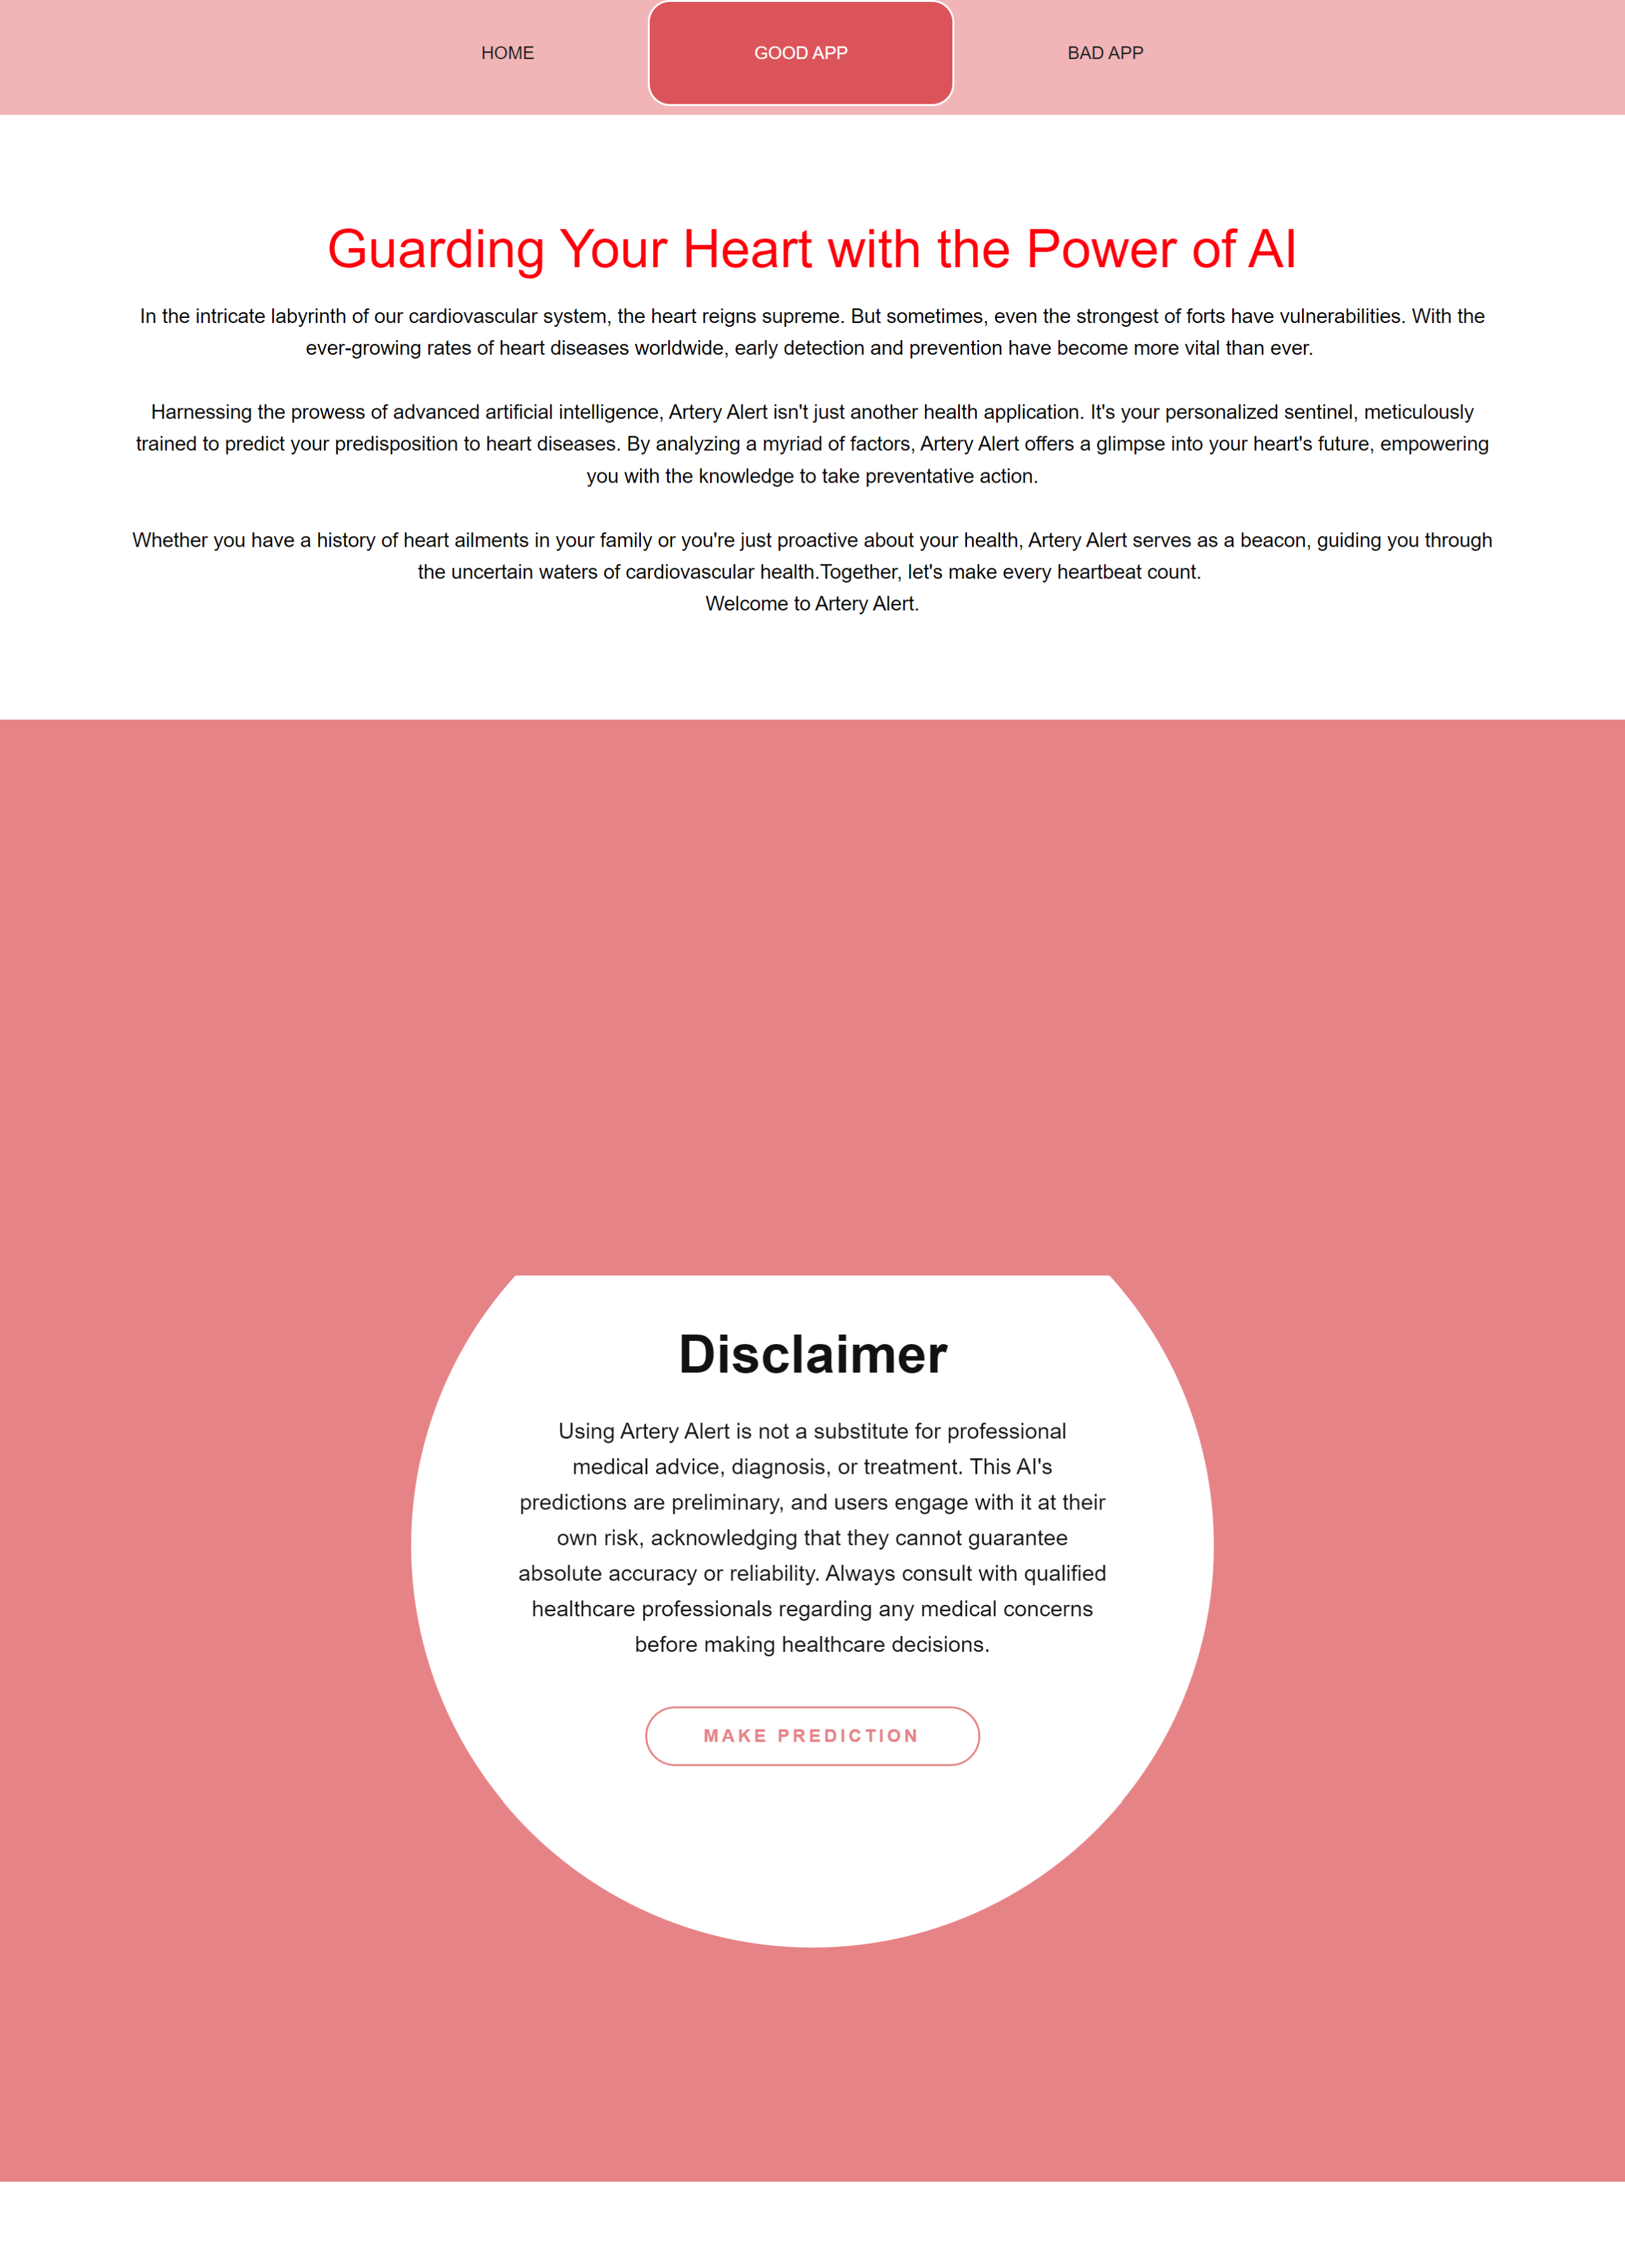 HOME
GOOD APP
BAD APP
Guarding Your Heart with the Power of AI
In the intricate labyrinth of our cardiovascular system, the heart reigns supreme. But sometimes, even the strongest of forts have vulnerabilities. With the
ever-growing rates of heart diseases worldwide, early detection and prevention have become more vital than ever.
Harnessing the prowess of advanced artificial intelligence, Artery Alert isn't just another health application. It's your personalized sentinel, meticulously
trained to predict your predisposition to heart diseases. By analyzing a myriad of factors, Artery Alert offers a glimpse into your heart's future, empowering
you with the knowledge to take preventative action.
Whether you have a history of heart ailments in your family or you're just proactive about your health, Artery Alert serves as a beacon, guiding you through
the uncertain waters of cardiovascular health.Together, let's make every heartbeat count.
Welcome to Artery Alert.
Disclaimer
Using Artery Alert is not a substitute for professional
medical advice, diagnosis, or treatment. This AI's
predictions are preliminary, and users engage with it at their
own risk, acknowledging that they cannot guarantee
absolute accuracy or reliability. Always consult with qualified
healthcare professionals regarding any medical concerns
before making healthcare decisions.
MAKE PREDICTION